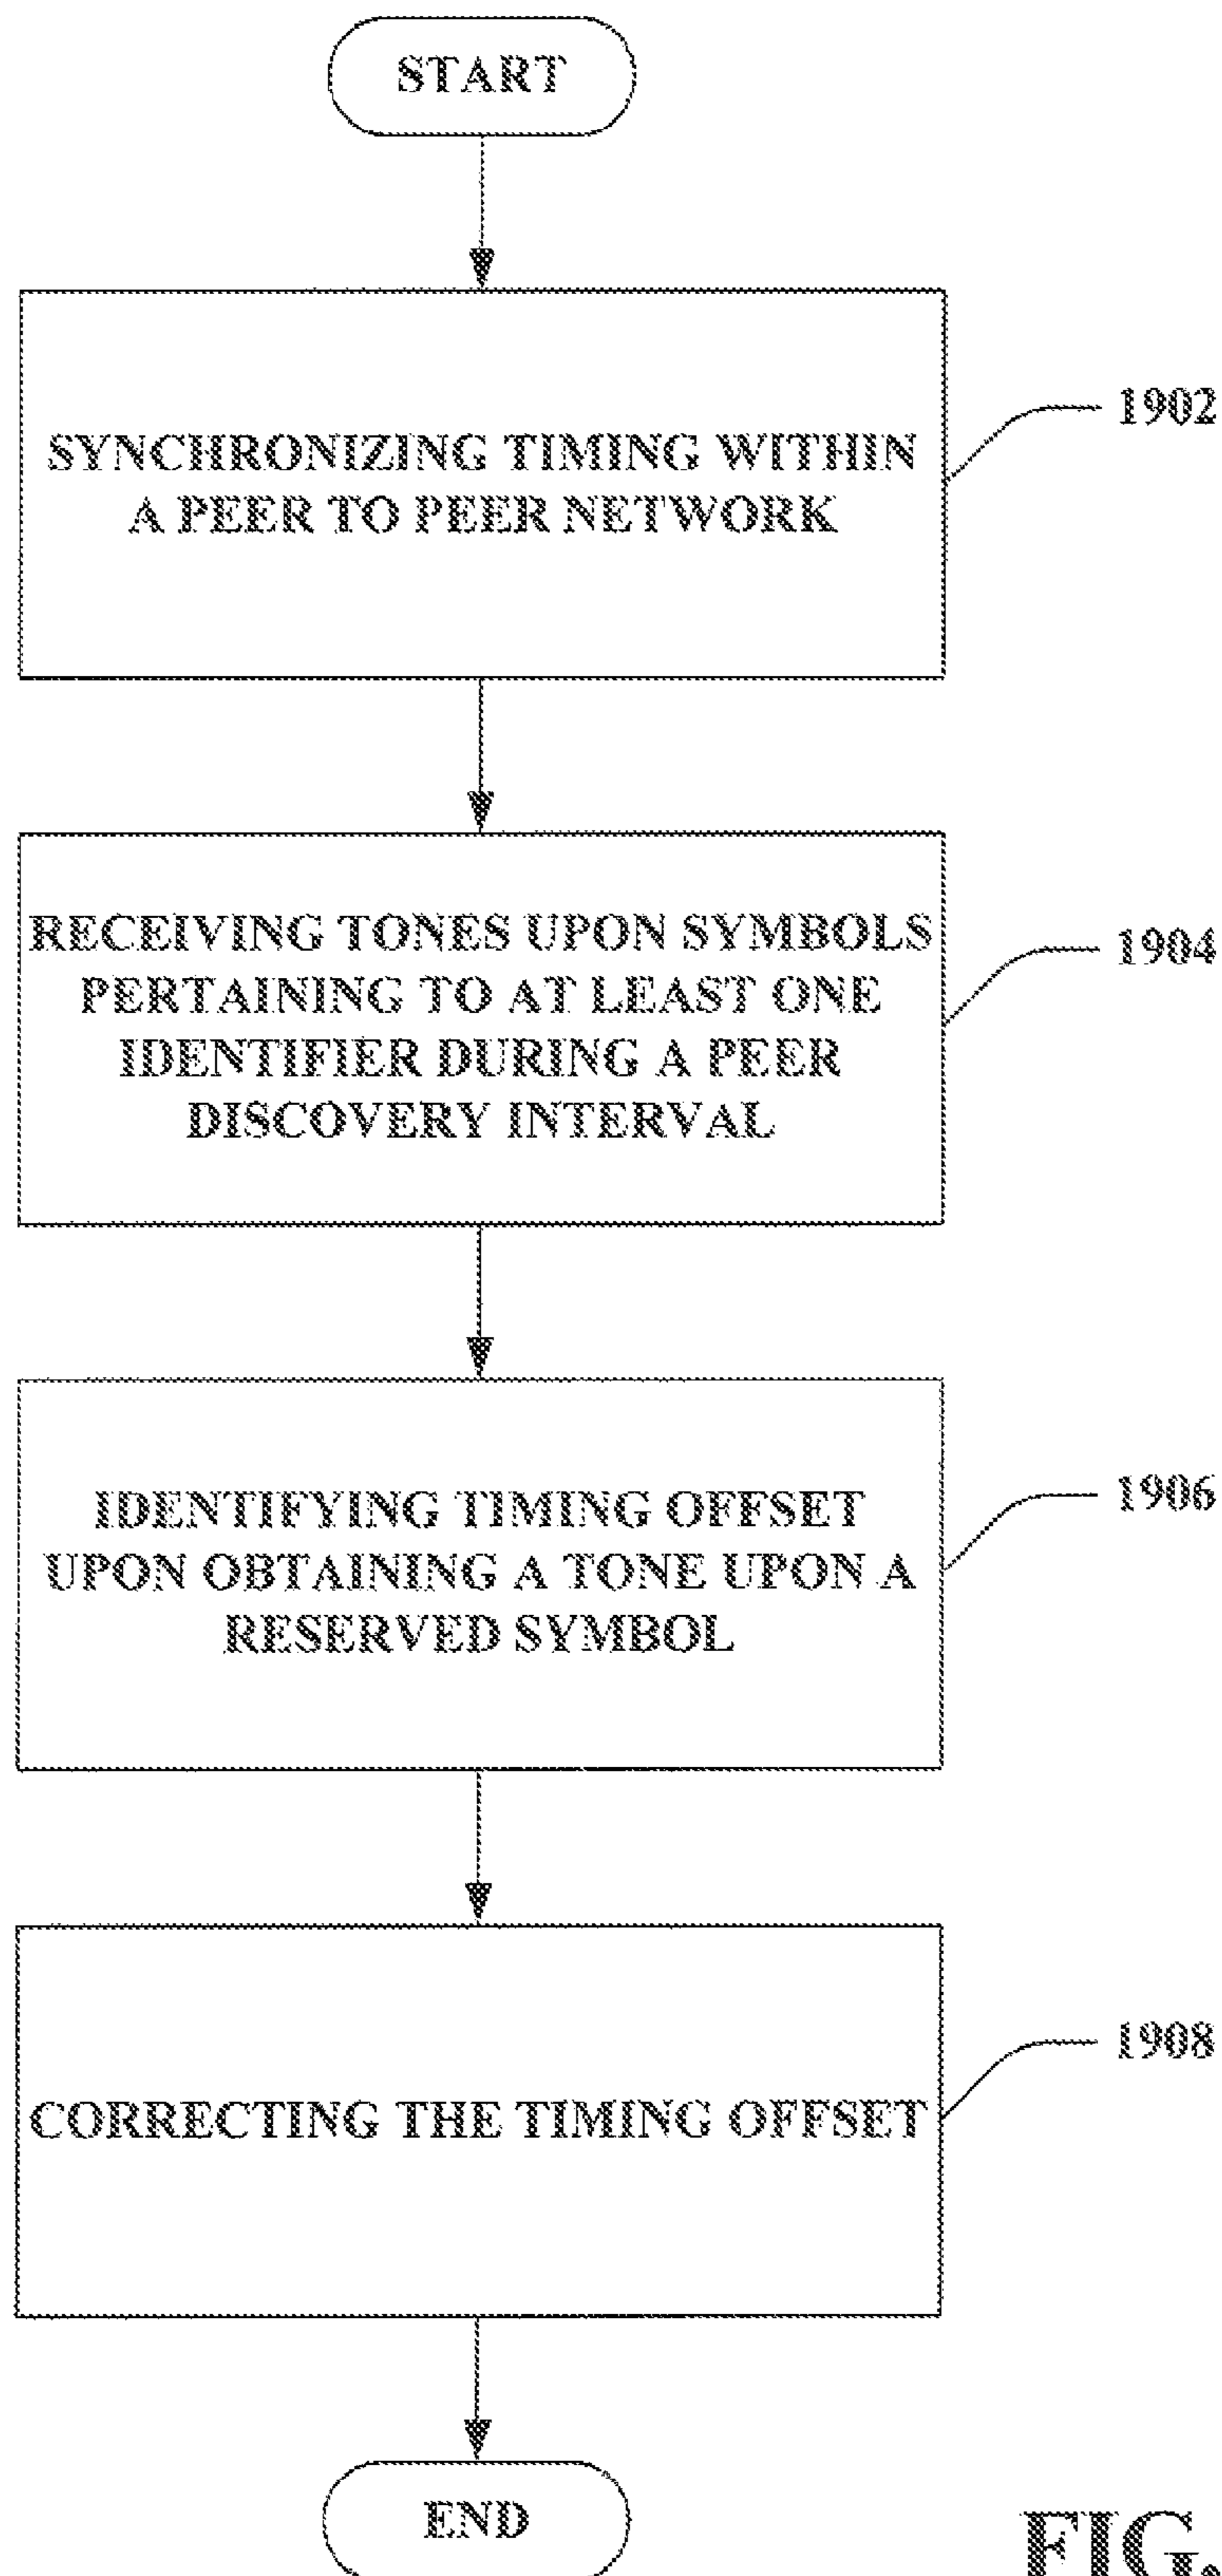 START
SYNCHRONIZING TIMING WITHIN
A PEER TO PEER NETWORK
1902
RECEIVING TONES UPON SYMBOLS
PERTAINING TO AT LEAST ONE
IDENTIFIER DURING A PEER
DISCOVERY INTERVAL
1904
IDENTIFYING TIMING OFFSET
UPON OBTAINING A TONE UPON A
RESERVED SYMBOL
1906
CORRECTING THE TIMING OFFSET
1908
END
FIG.